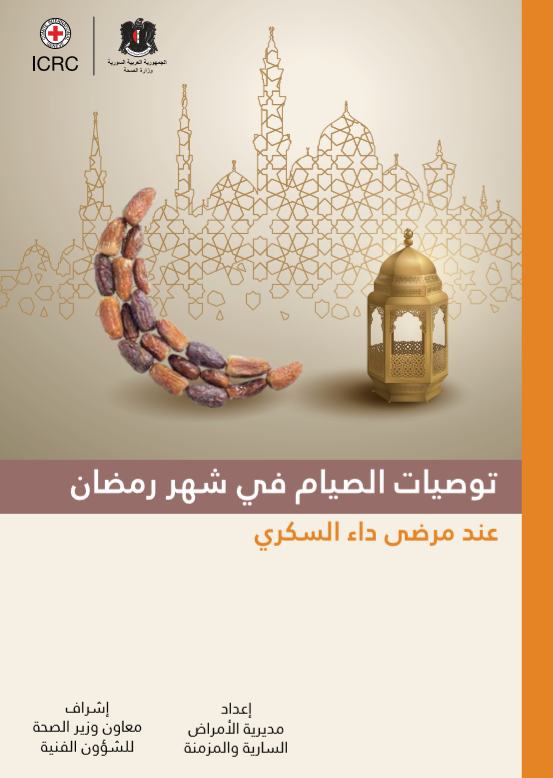 ICRC
الجمهورية العربية السورية
وزارة الصحة
توصيات الصيام في شهر رمضان
عند مرضى داء السكري
إعداد
مديرية الأمراض
السارية والمزمنة
إشراف
معاون وزير الصحة
للشؤون الفنية